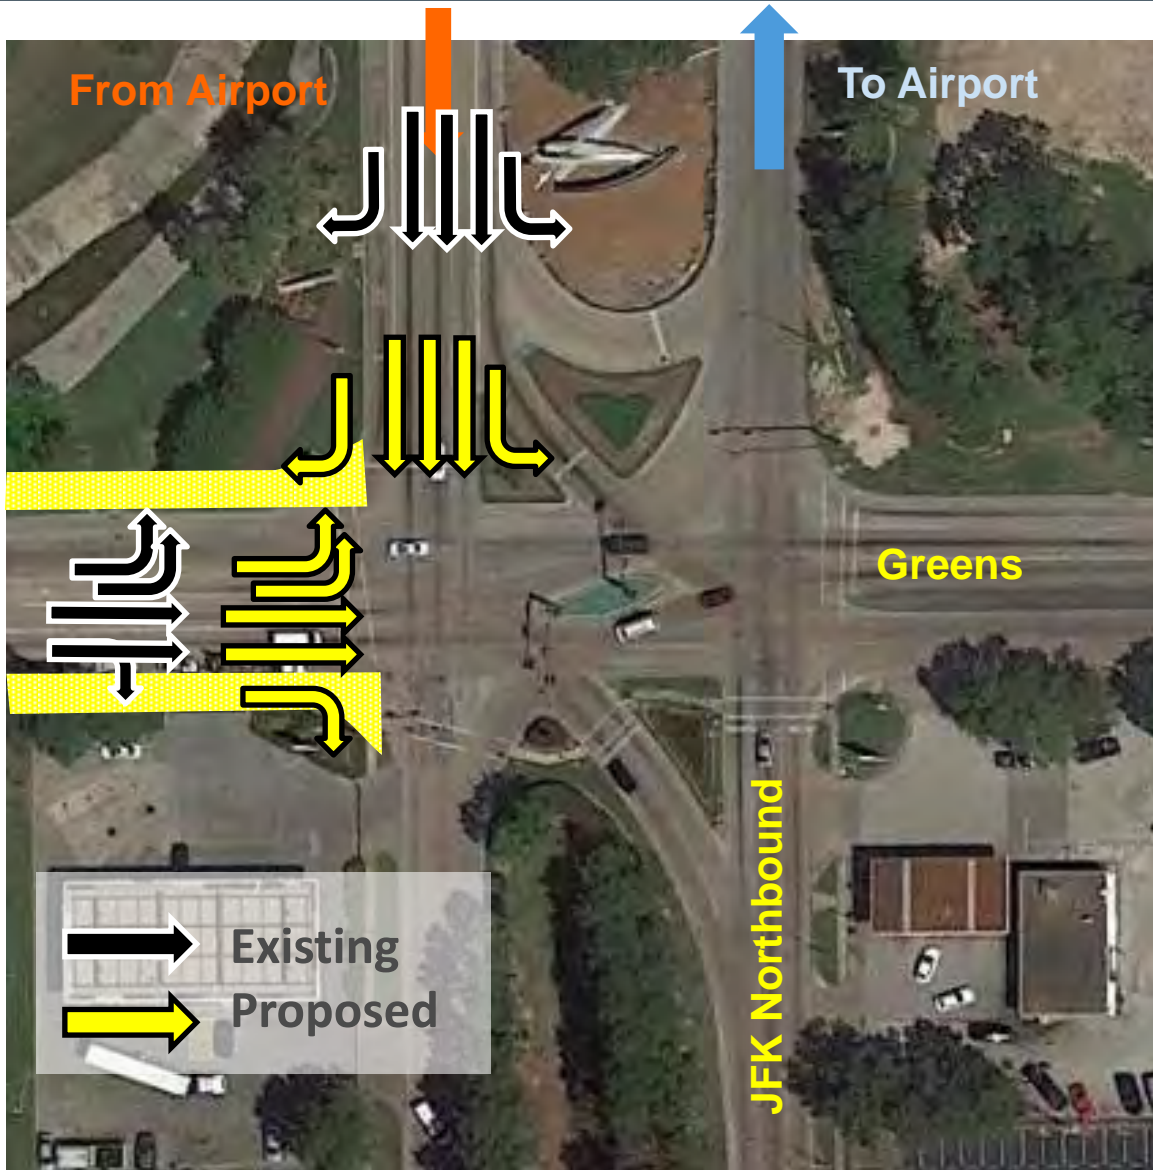 From Airport
To Airport
Greens
JFK Northbound
Existing
Proposed